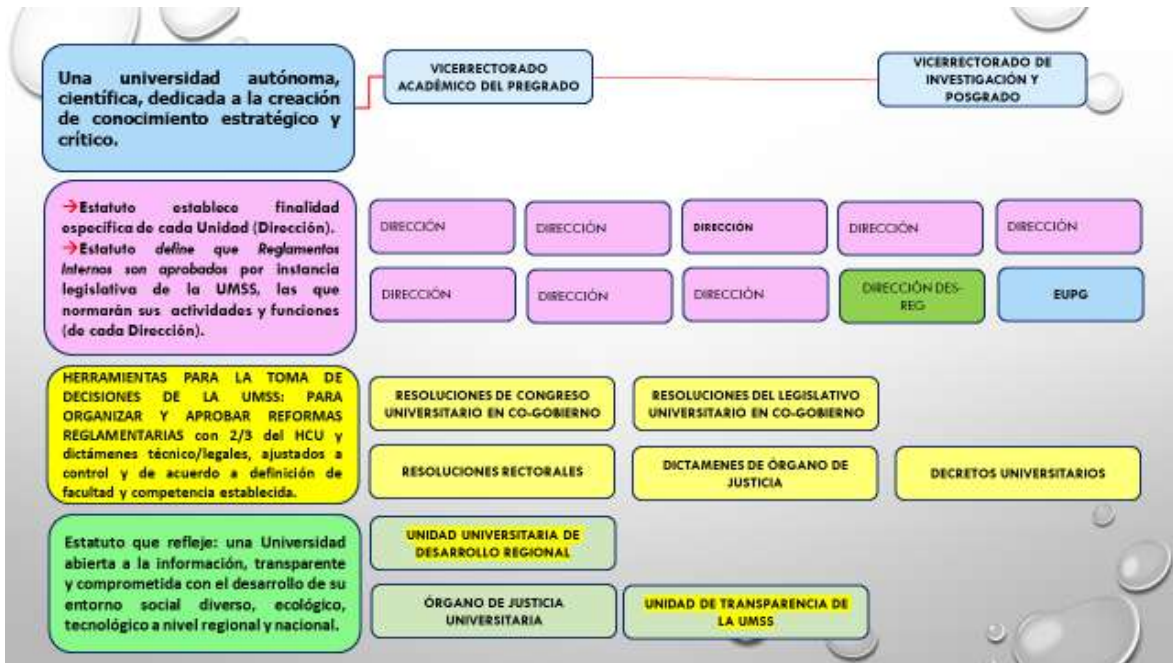 Una universidad autónoma,
científica, dedicada a la creación
de conocimiento estratégico y
crítico.
VICERRECTORADO
ACADÉMICO DEL PREGRADO
VICERRECTORADO DE
INVESTIGACIÓN Y
POSGRADO
→Estatuto establece finalidad
específica de cada Unidad (Dirección).
→Estatuto define que Reglamentos
Internos son aprobados por instancia
legislativa de la UMSS, las que
normarán sus actividades y funciones
(de cada Dirección).
DIRECCIÓN
DIRECCIÓN
DIRECCIÓN
DIRECCIÓN
DIRECCIÓN
DIRECCIÓN
DIRECCIÓN
DIRECCIÓN
DIRECCIÓN DES-
REG
EUPG
HERRAMIENTAS PARA LA TOMA DE
DECISIONES DE LA UMSS: PARA
ORGANIZAR Y APROBAR REFORMAS
REGLAMENTARIAS con 2/3 del HCU y
dictámenes técnico/legales, ajustados a
control y de acuerdo a definición de
facultad y competencia establecida.
RESOLUCIONES DE CONGRESO
UNIVERSITARIO EN CO-GOBIERNO
RESOLUCIONES DEL LEGISLATIVO
UNIVERSITARIO EN CO-GOBIERNO
RESOLUCIONES RECTORALES
DICTAMENES DE ÓRGANO DE
JUSTICIA
DECRETOS UNIVERSITARIOS
Estatuto que refleje: una Universidad
abierta a la información, transparente
y comprometida con el desarrollo de su
entorno social diverso, ecológico,
tecnológico a nivel regional y nacional.
UNIDAD UNIVERSITARIA DE
DESARROLLO REGIONAL
ÓRGANO DE JUSTICIA
UNIVERSITARIA
UNIDAD DE TRANSPARENCIA DE
LA UMSS